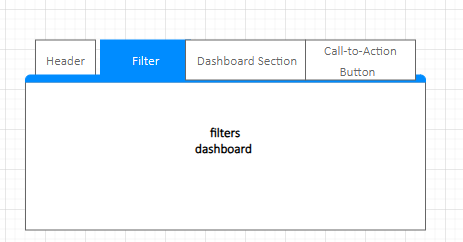 Header
Filter
Dashboard Section
Call-to-Action
Button
filters
dashboard